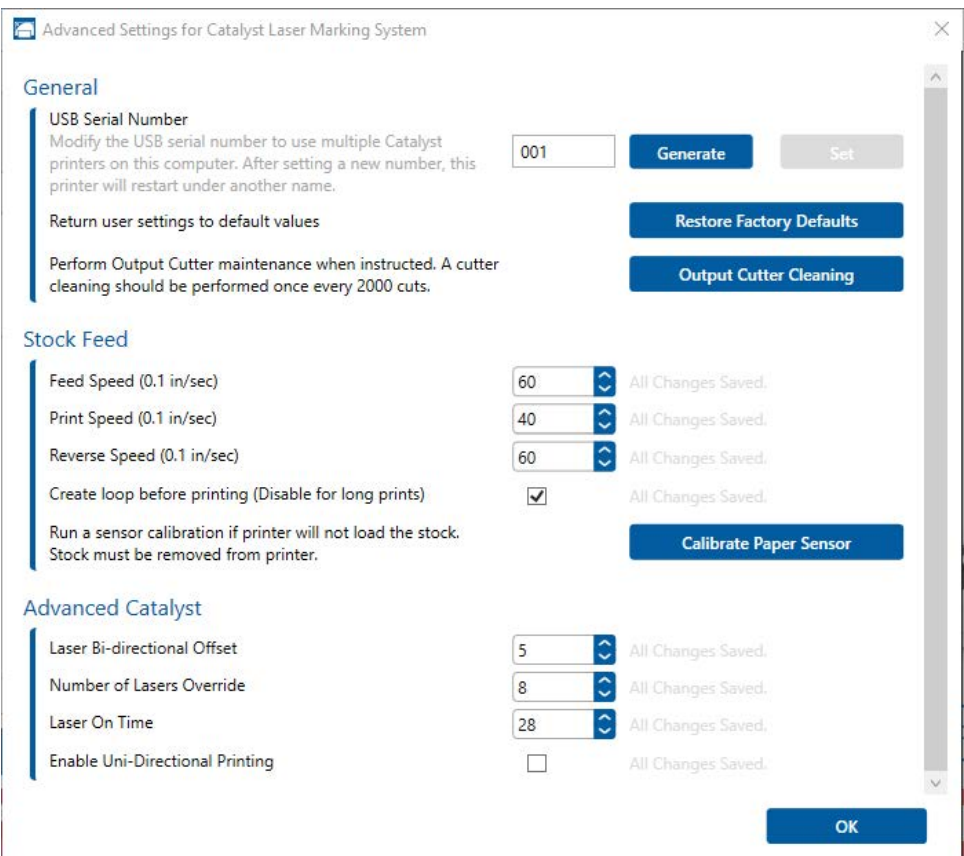 Advanced Settings for Catalyst Laser Marking System
General
USB Serial Number
Modify the USB serial number to use multiple Catalyst
printers on this computer. After setting a new number, this
printer will restart under another name.
001
Generate
Set
Return user settings to default values
Restore Factory Defaults
Perform Output Cutter maintenance when instructed. A cutter
cleaning should be performed once every 2000 cuts.
Output Cutter Cleaning
Stock Feed
Feed Speed (0.1 in/sec) 60 All Changes Saved.
Print Speed (0.1 in/sec) 40 All Changes Saved.
Reverse Speed (0.1 in/sec) 60 All Changes Saved.
Create loop before printing (Disable for long prints) All Changes Saved.
Run a sensor calibration if printer will not load the stock.
Stock must be removed from printer.
Calibrate Paper Sensor
Advanced Catalyst
Laser Bi-directional Offset 5 All Changes Saved.
Number of Lasers Override 8 All Changes Saved.
Laser On Time 28 All Changes Saved.
Enable Uni-Directional Printing All Changes Saved.
OK